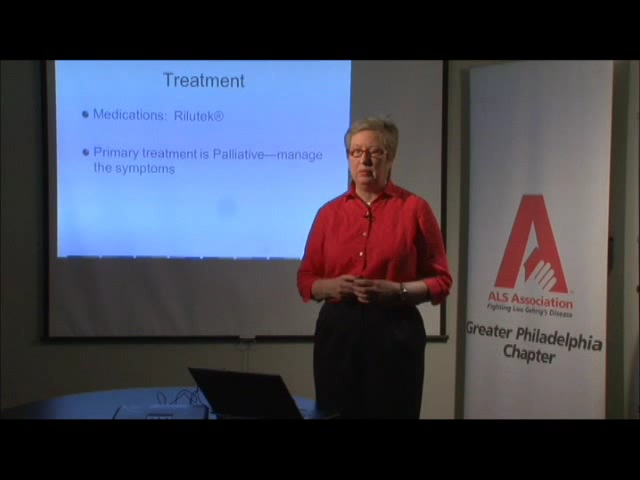 Treatment
Medications: Rilutek®
Primary treatment is Palliative—manage
the symptoms
ALS Association
Fighting Lou Gehrig's Disease
Greater Philadelphia
Chapter